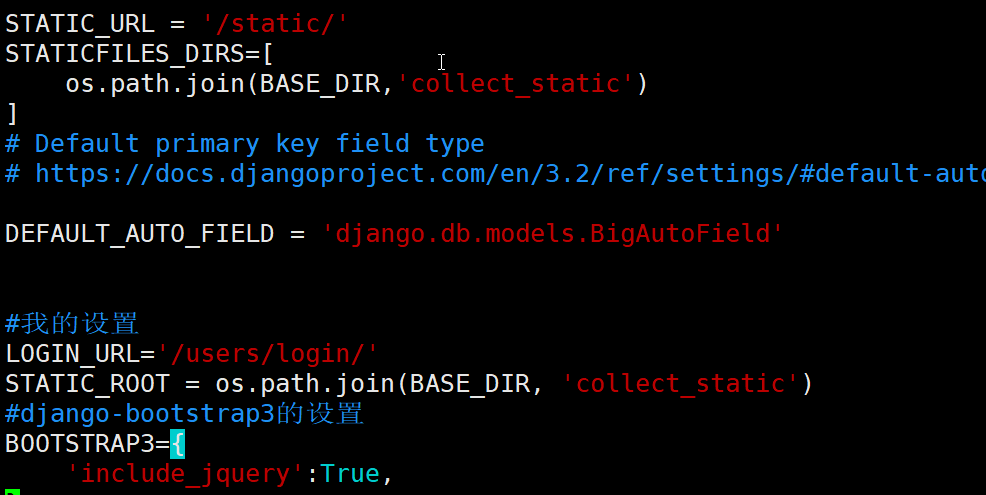 STATIC_URL = '/static/'
STATICFILES_DIRS=[
    os.path.join(BASE_DIR,'collect_static')
]
# Default primary key field type
# https://docs.djangoproject.com/en/3.2/ref/settings/#default-auto

DEFAULT_AUTO_FIELD = 'django.db.models.BigAutoField'

#我的设置
LOGIN_URL='/users/login/'
STATIC_ROOT = os.path.join(BASE_DIR, 'collect_static')
#django-bootstrap3的设置
BOOTSTRAP3={
    'include_jquery':True,